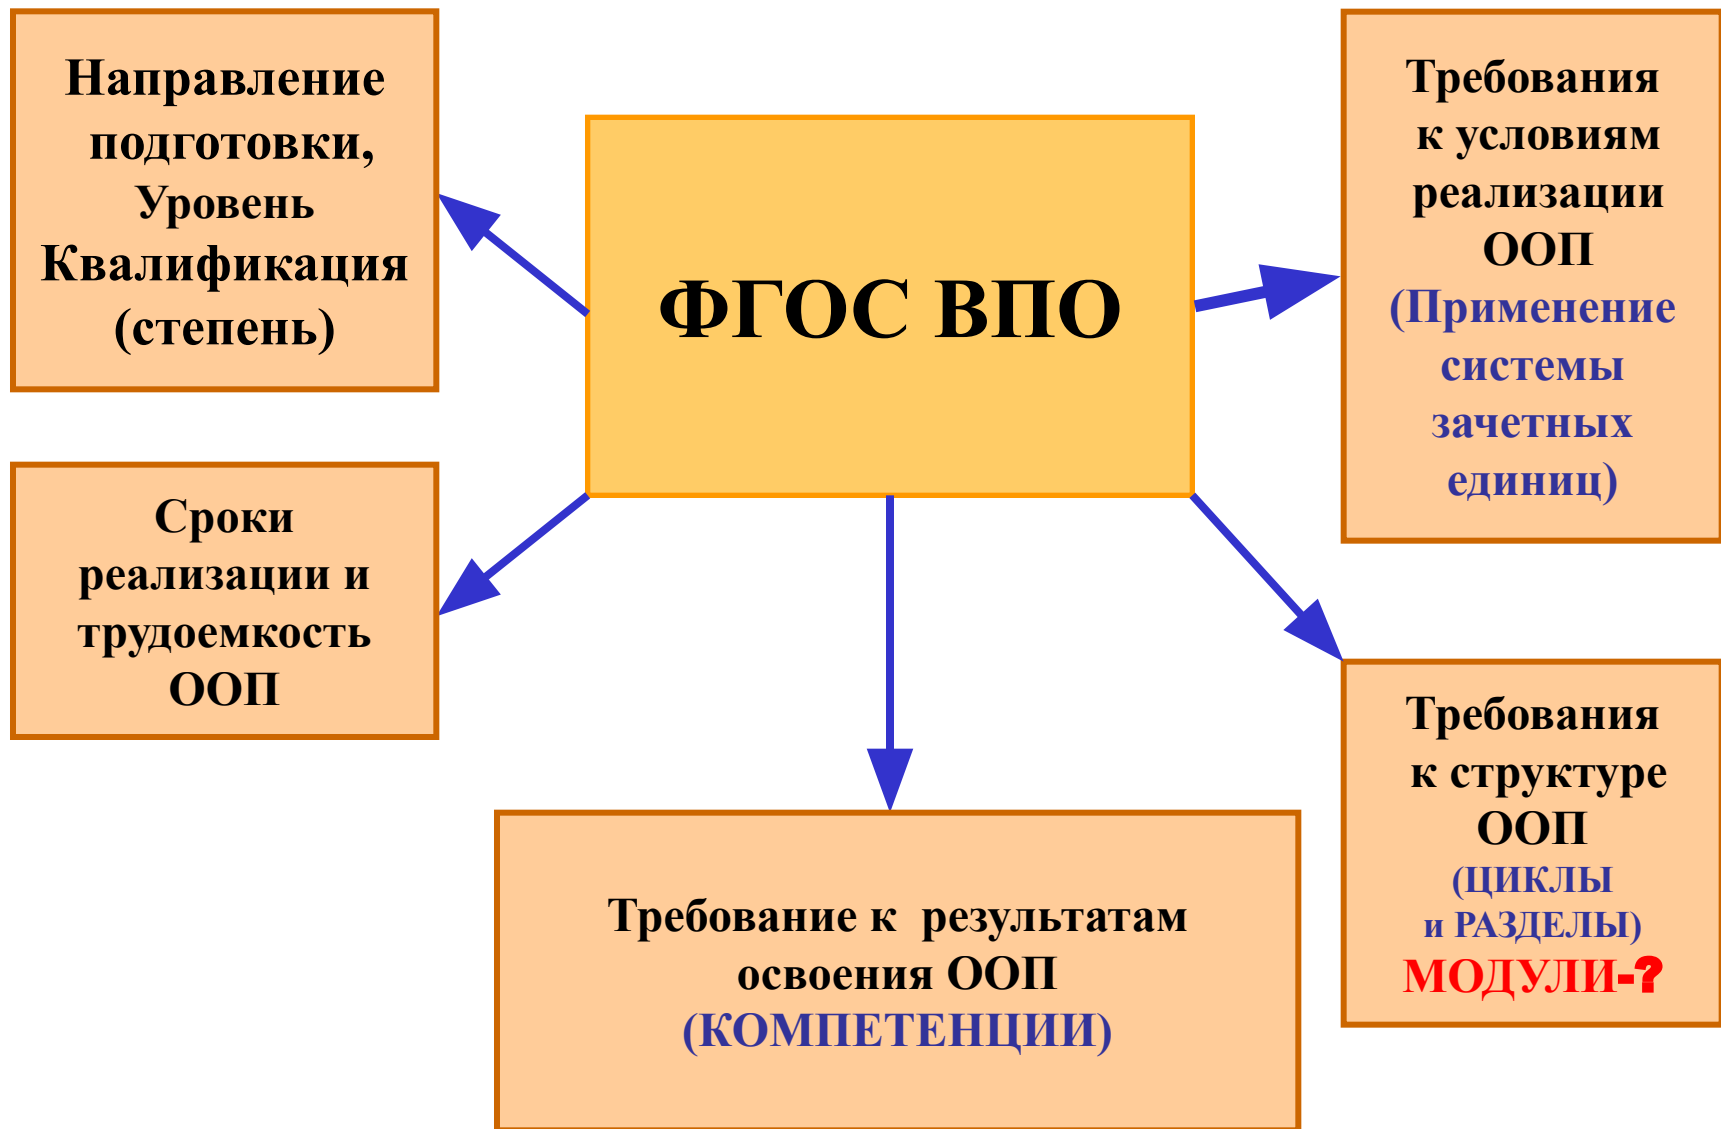 Направление
подготовки,
Уровень
Квалификация
(степень)
ФГОС ВПО
Требования
к условиям
реализации
ООП
(Применение
системы
зачетных
единиц)
Сроки
реализации и
трудоемкость
ООП
Требование к результатам
освоения ООП
(КОМПЕТЕНЦИИ)
Требования
к структуре
ООП
(ЦИКЛЫ
и РАЗДЕЛЫ)
МОДУЛИ-?